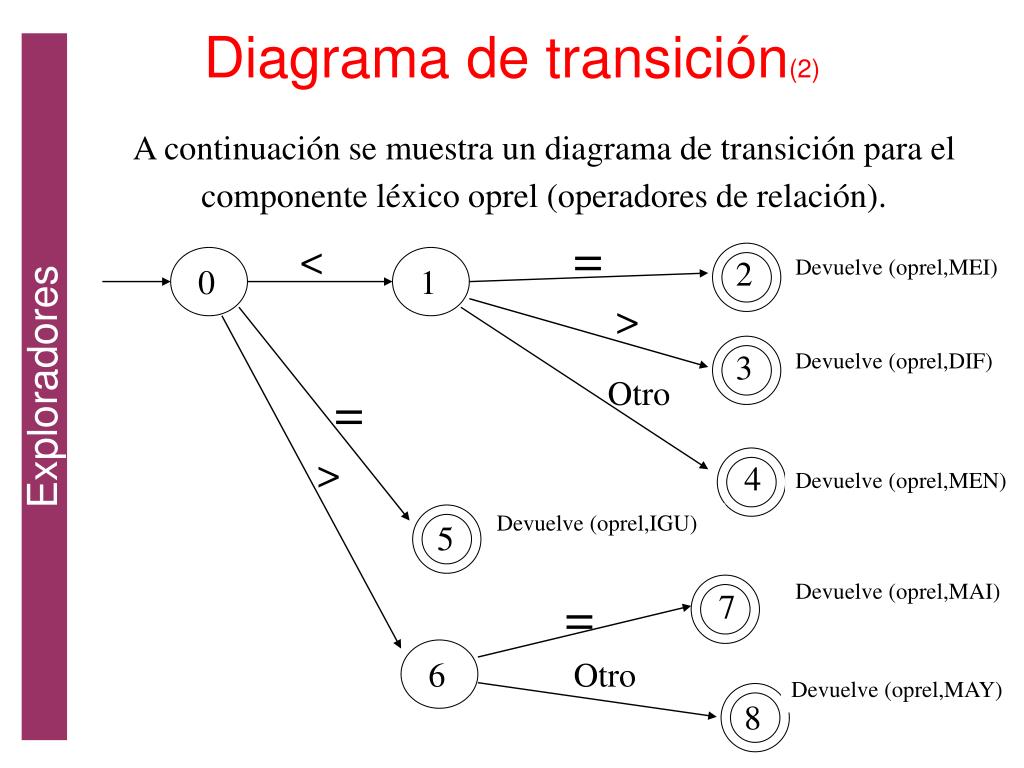 Diagrama de transición(2)
A continuación se muestra un diagrama de transición para el
componente léxico oprel (operadores de relación).
Exploradores
0
<
1
=
2
Devuelve (oprel,MEI)
>
3
Devuelve (oprel,DIF)
Otro
4
Devuelve (oprel,MEN)
=
5
Devuelve (oprel,IGU)
>
6
=
7
Devuelve (oprel,MAI)
Otro
8
Devuelve (oprel,MAY)